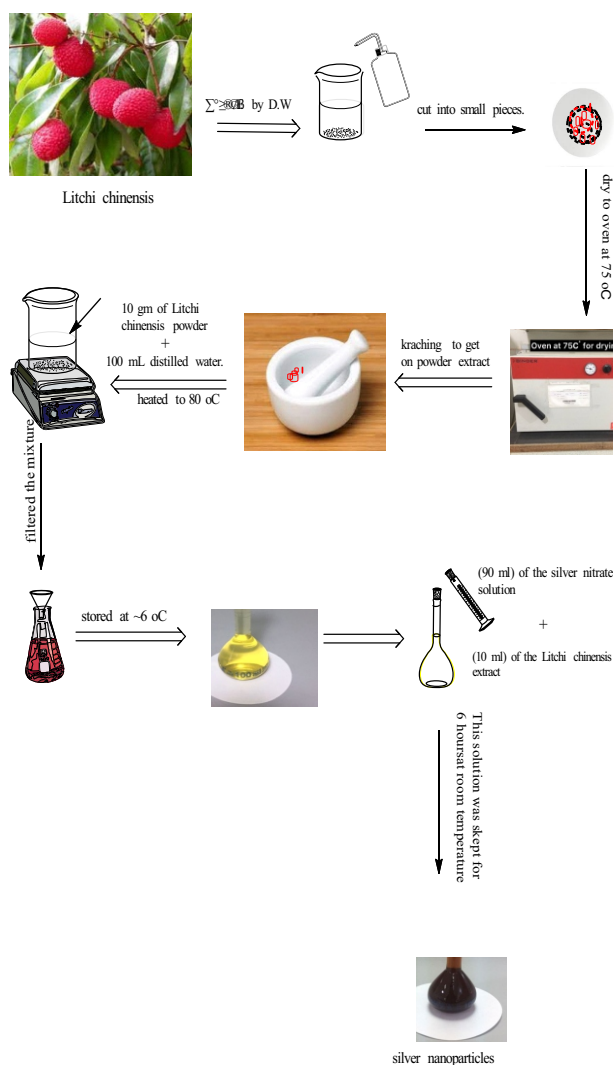 by D.W
cut into small pieces.
Litchi chinensis
dry to oven at 75 oC
10 gm of Litchi
chinensis powder
+
100 mL distilled water.
heated to 80 oC
kraching to get
on powder extract
Oven at 75C° for dryin
filtered the mixture
stored at ~6 oC
(90 ml) of the silver nitrate
solution
+
(10 ml) of the Litchi chinensis
extract
This solution was skept for
6 hoursat room temperature
silver nanoparticles